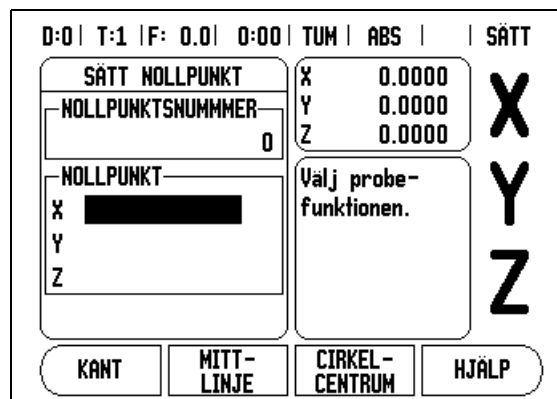 D:0 | T:1 | F: 0.0 | 0:00 | TUM | ABS | | SÄTT
SÄTT NOLLPUNKT
NOLLPUNKTSNUMMMER
0
NOLLPUNKT
X
Y
Z
X 0.0000
Y 0.0000
Z 0.0000
Välj probe-
funktionen.
X
Y
Z
KANT
MITT-
LINJE
CIRKEL-
CENTRUM
HJÄLP